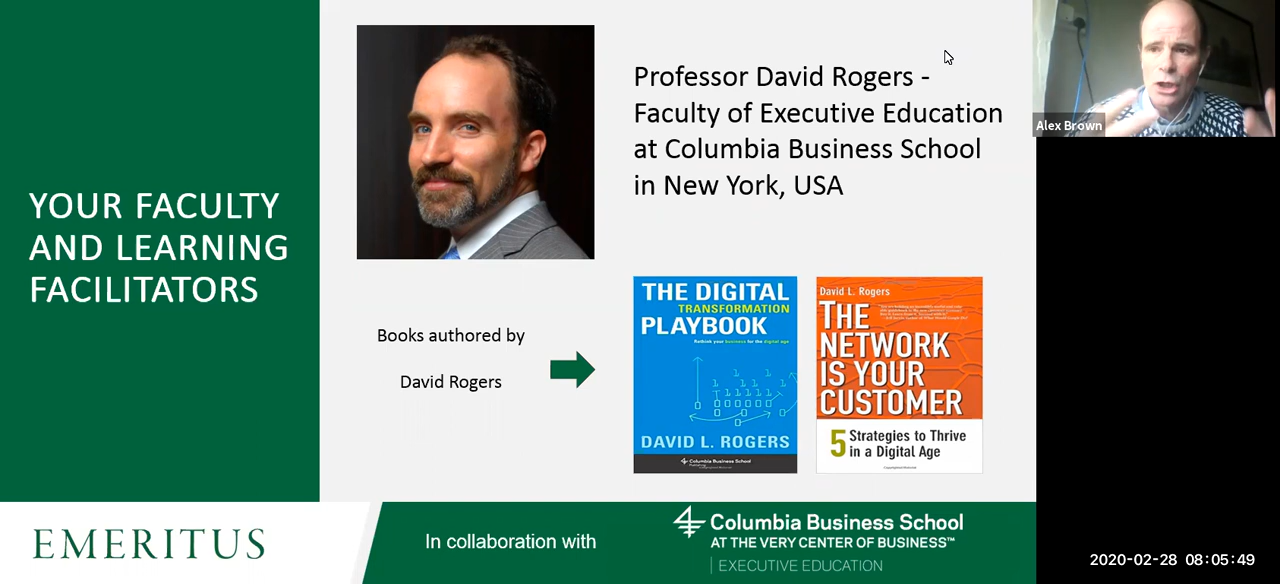 YOUR FACULTY
AND LEARNING
FACILITATORS
Professor David Rogers -
Faculty of Executive Education
at Columbia Business School
in New York, USA
Alex Brown
Books authored by
David Rogers
THE DIGITAL
TRANSFORMATION
PLAYBOOK
Rethink your business for the digital age
DAVID L. ROGERS
Columbia Business School
Publishing
David L. Rogers
THE
NETWORK
IS YOUR
CUSTOMER
5 Strategies to Thrive
in a Digital Age
EMERITUS
In collaboration with
Columbia Business School
AT THE VERY CENTER OF BUSINESS™
EXECUTIVE EDUCATION
2020-02-28 08:05:49